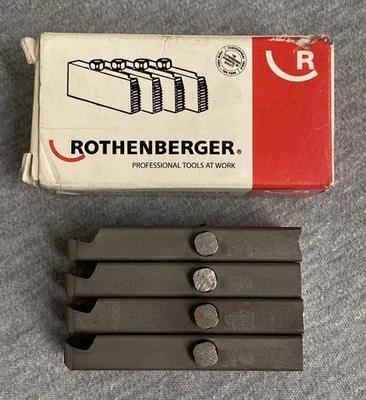 R
ROTHENBERGER®
PROFESSIONAL TOOLS AT WORK